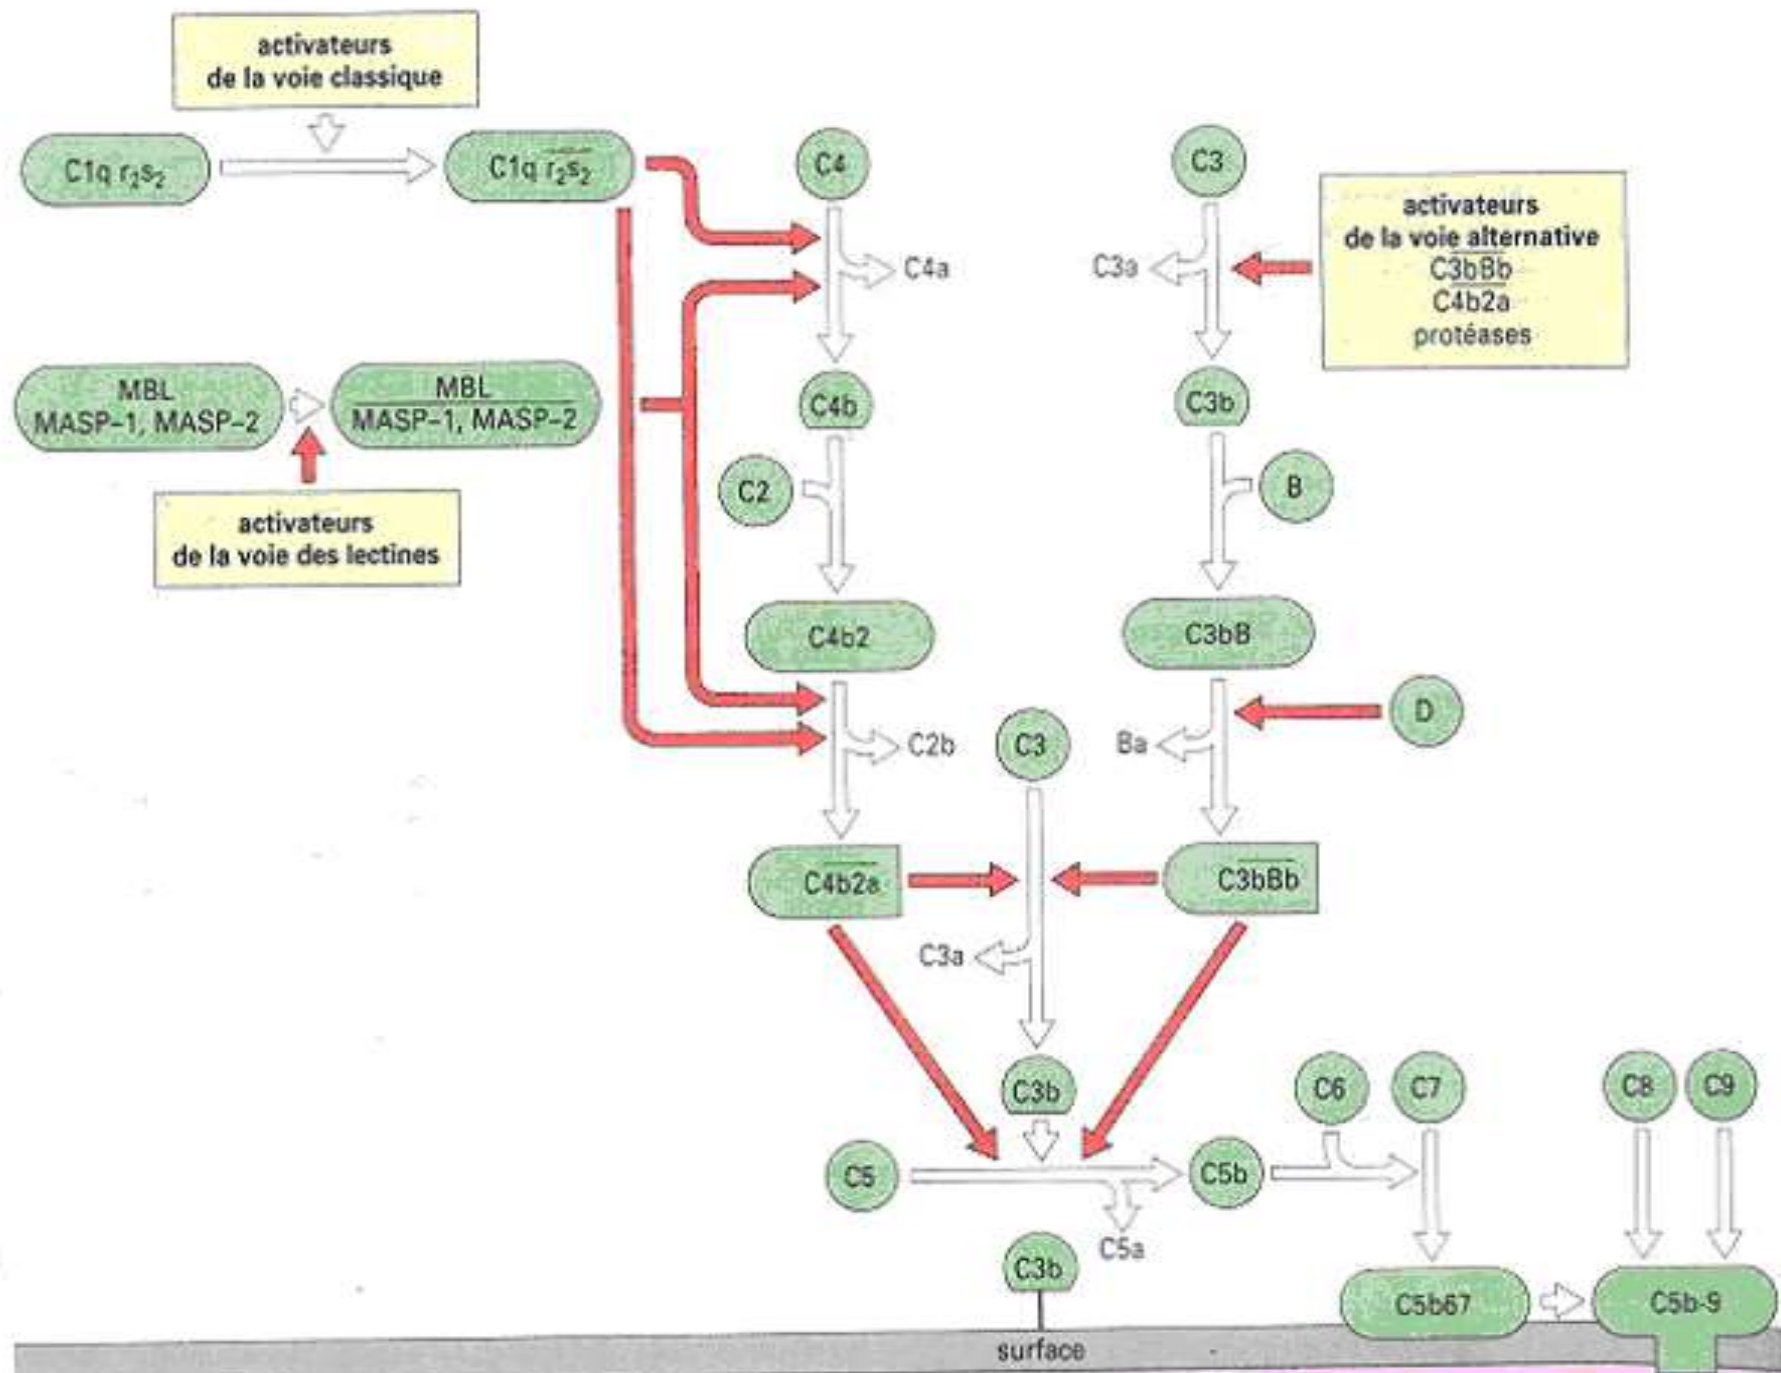 activateurs
de la voie classique
C1q r₂s₂
C1q r₂s₂
C4
C3
activateurs
de la voie alternative
C3bBb
C4b2a
protéases
C4a
C3a
MBL
MASP-1, MASP-2
MBL
MASP-1, MASP-2
C4b
C3b
C2
B
activateurs
de la voie des lectines
C4b2
C3bB
D
C2b
C3
Ba
C4b2a
C3bBb
C3a
C3b
C6
C7
C8
C9
C5
C5b
C5a
C3b
C5b67
C5b-9
surface